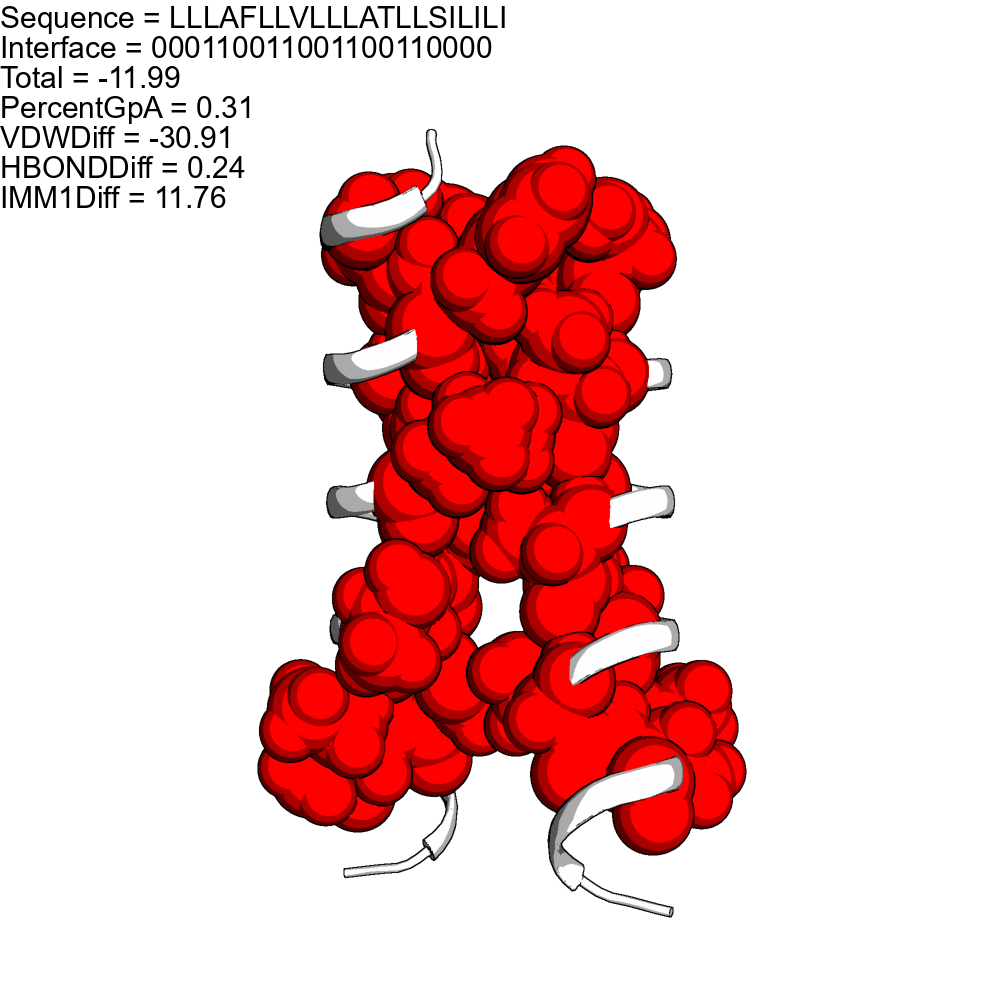 Sequence = LLLAFLLVLLLATLLSILILI
Interface = 000110011001100110000
Total = -11.99
PercentGpA = 0.31
VDWDiff = -30.91
HBONDDiff = 0.24
IMM1Diff = 11.76